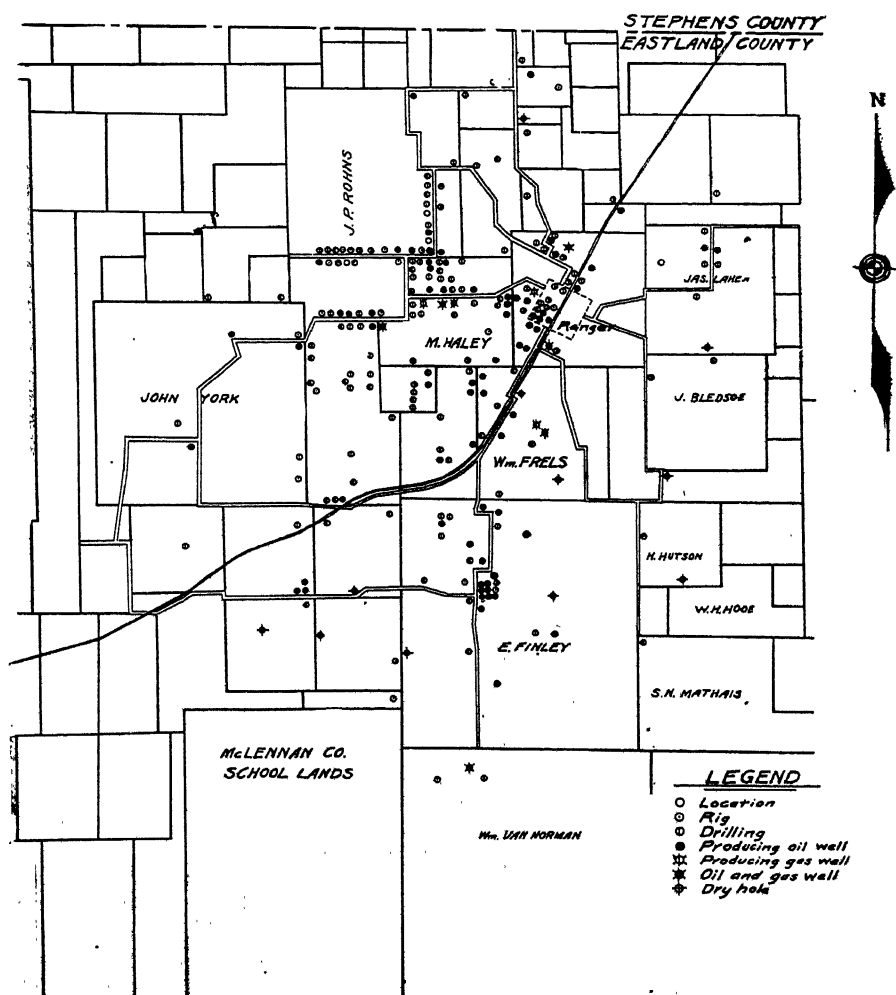 STEPHENS COUNTY
EASTLAND COUNTY
N
J.P. ROHNS
JAS. LAHER
Ranger
M. HALEY
JOHN YORK
J. BLEDSOE
Wm. FRELS
H. HUTSON
W.H. HODE
E. FINLEY
S.N. MATHAIS
McLENNAN CO.
SCHOOL LANDS
Wm. VAN NORMAN
LEGEND
Location
Rig
Drilling
Producing oil well
Producing gas well
Oil and gas well
Dry hole